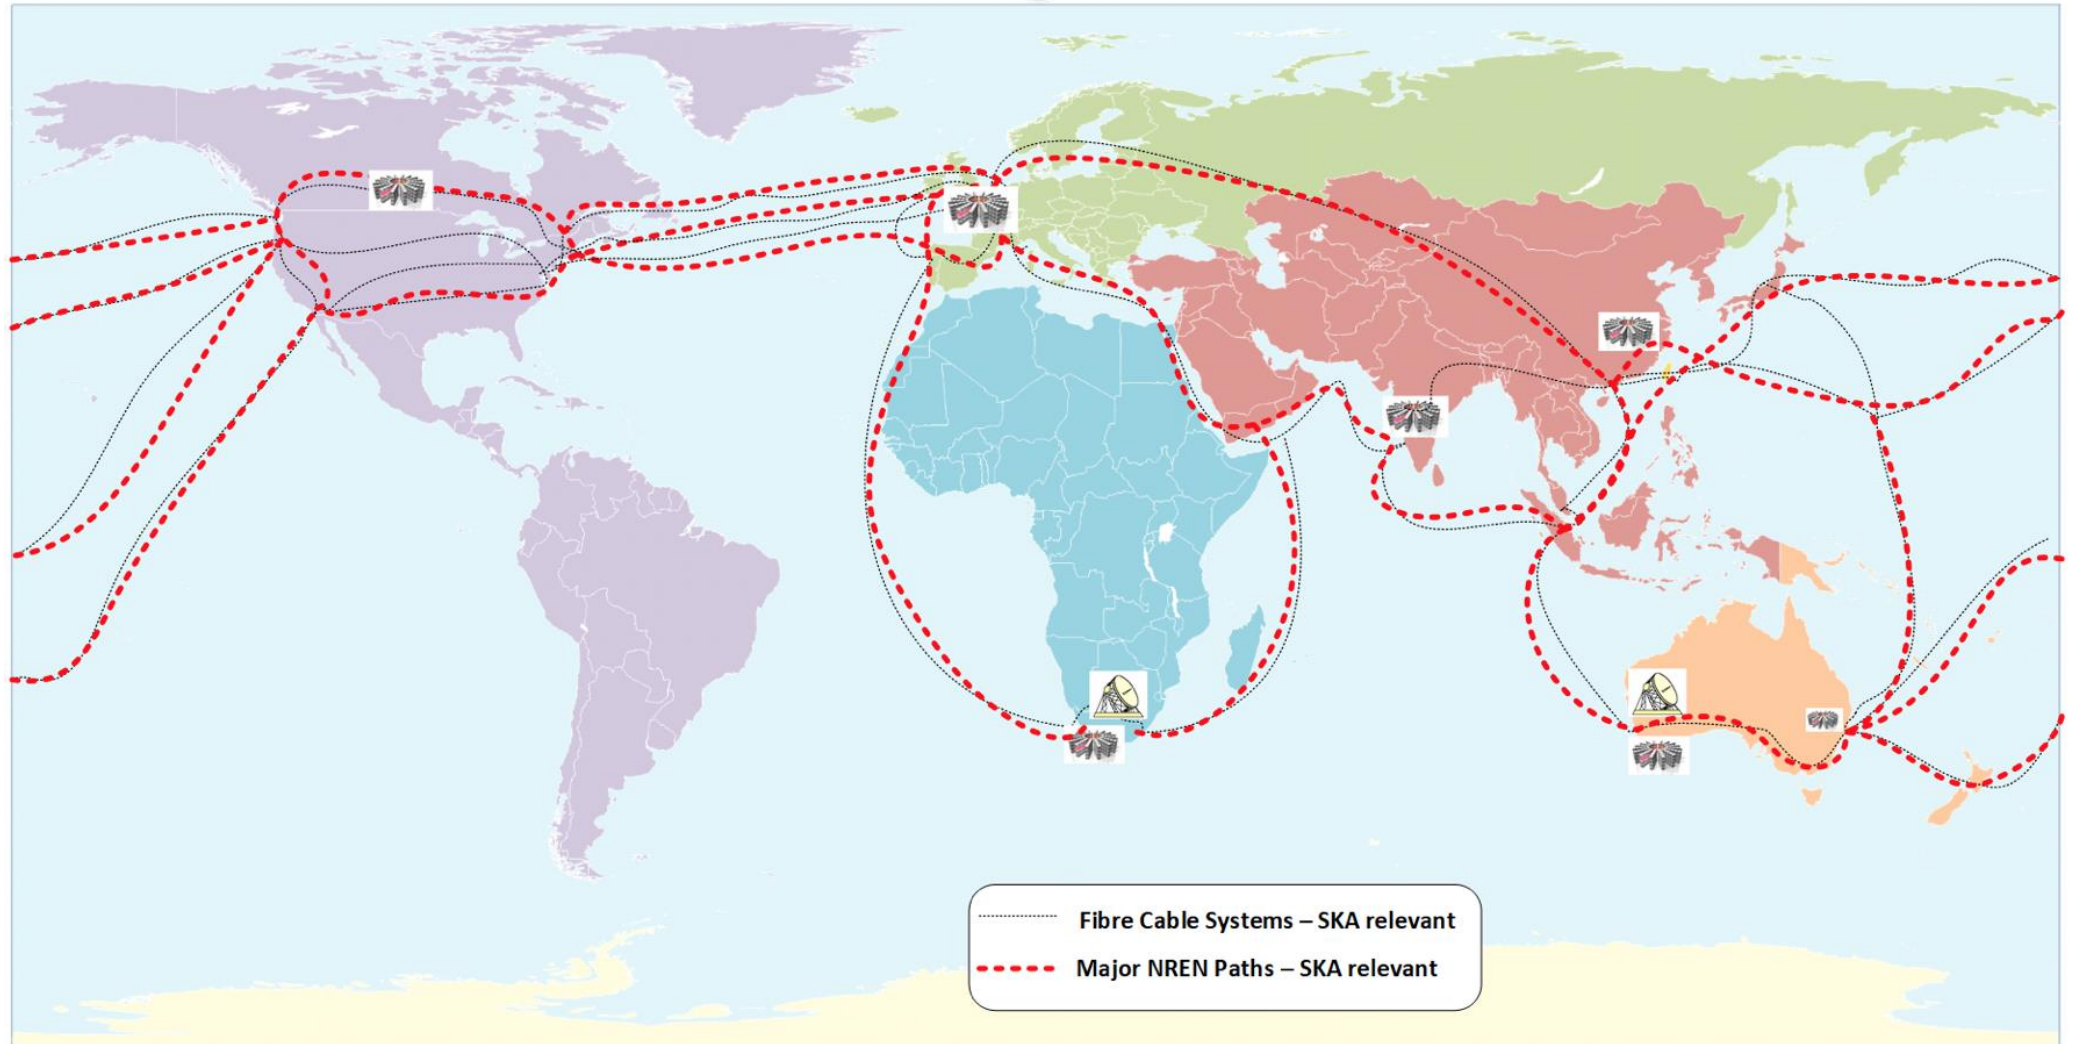 Fibre Cable Systems – SKA relevant
Major NREN Paths – SKA relevant